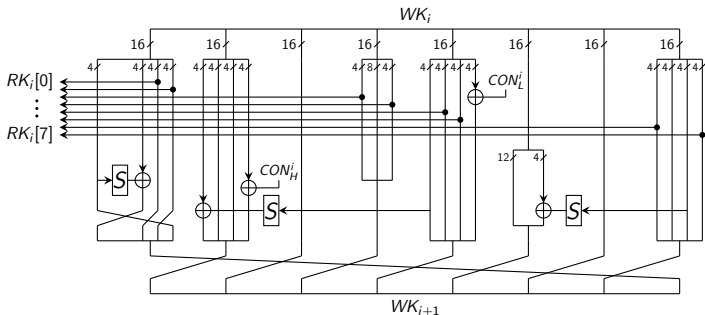 WK_i
16 16 16 16 16 16 16 16
4 4 4 4 4 4 4 4 4 8 4 4 4 4 4 4 4 4 4
RK_i[0]
CON_L^i
⋮
RK_i[7]
12 4
CON_H^i
S
S S
WK_{i+1}